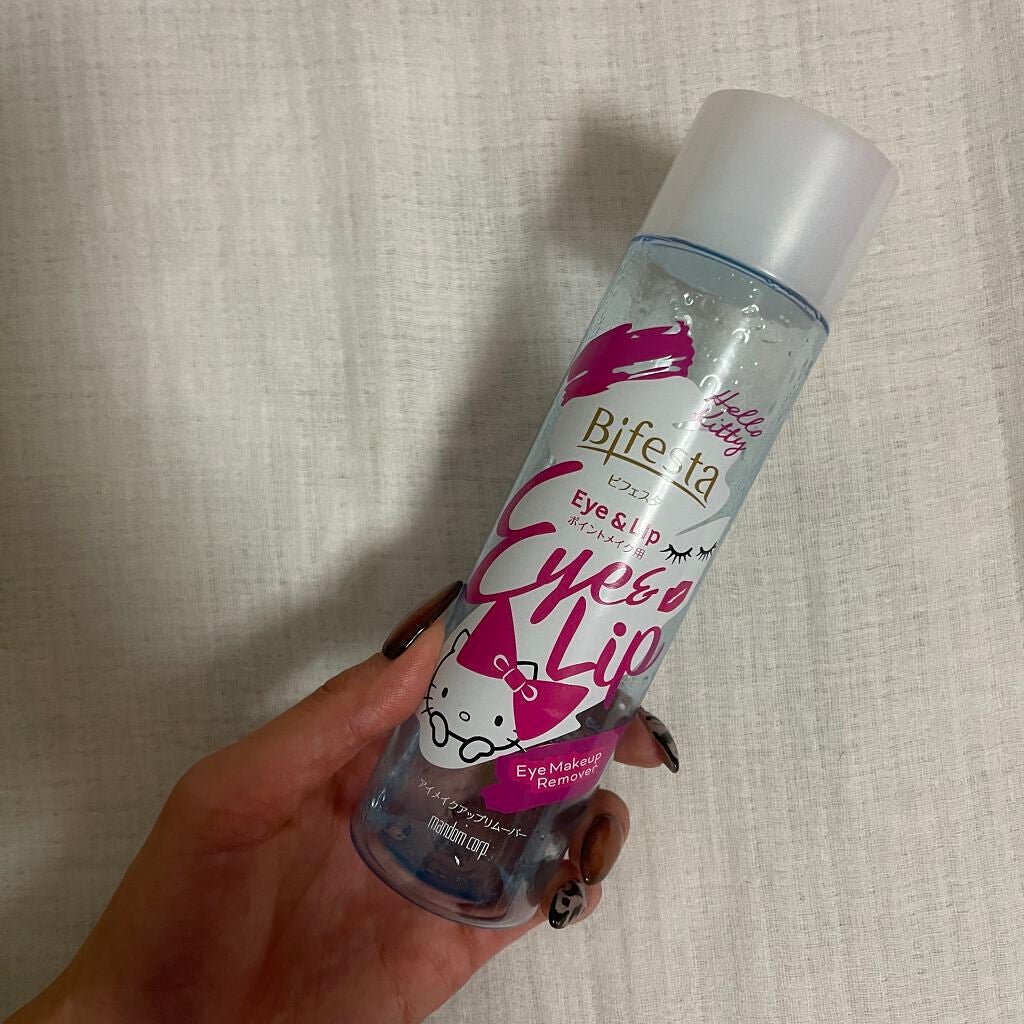 Hello
Kitty
Bifesta
ビフェスタ
Eye & Lip
ポイントメイク用
Eye &
Lip
Eye Makeup
Remover
アイメイクアップリムーバー
mandom corp.